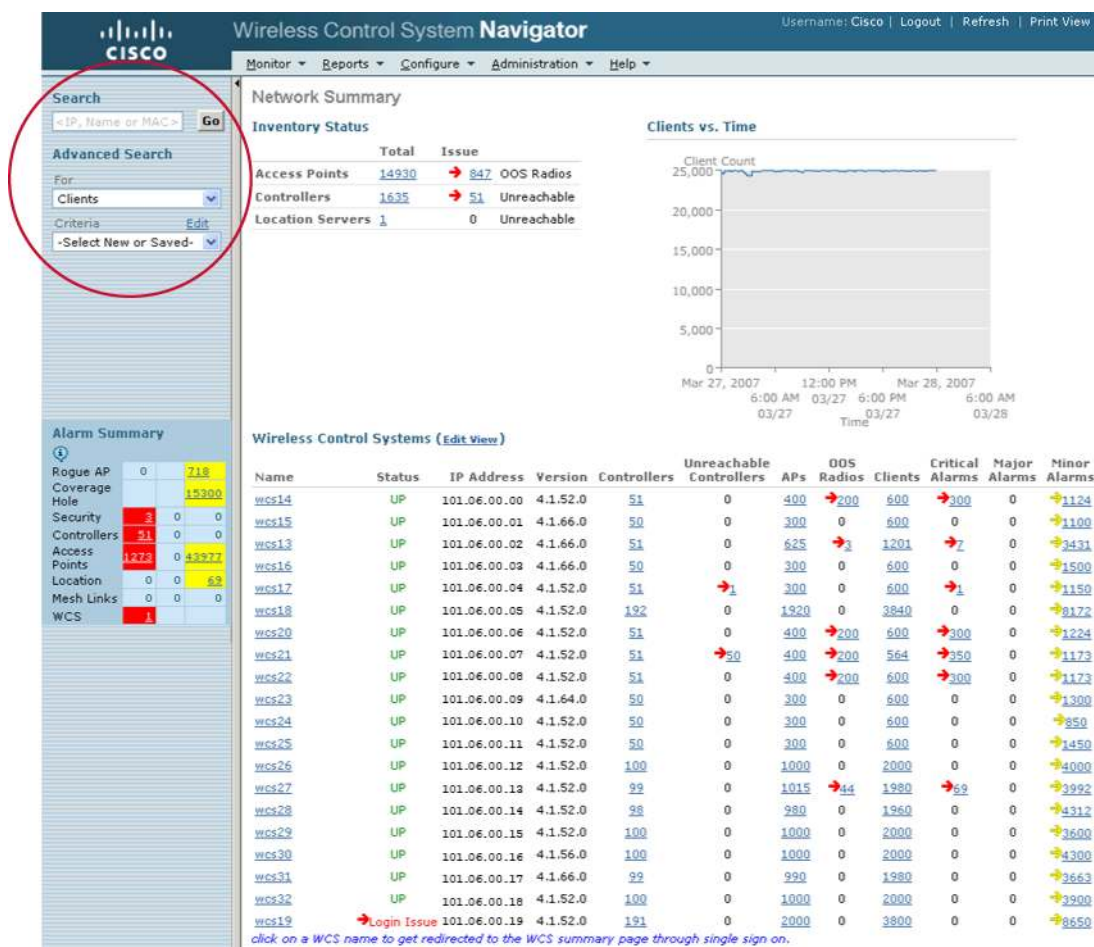 CISCO
Wireless Control System Navigator
Username: Cisco | Logout | Refresh | Print View
Monitor Reports Configure Administration Help
Search
<IP, Name or MAC> Go
Advanced Search
For
Clients
Criteria Edit
-Select New or Saved-
Network Summary
Inventory Status
Total Issue
Access Points 14930 847 OOS Radios
Controllers 1635 51 Unreachable
Location Servers 1 0 Unreachable
Clients vs. Time
Client Count
25,000
20,000
15,000
10,000
5,000
0
Mar 27, 2007 12:00 PM Mar 28, 2007
6:00 AM 03/27 6:00 PM 6:00 AM
03/27 03/27 03/28
Time
Alarm Summary
Rogue AP 0 718
Coverage Hole 15300
Security 3 0 0
Controllers 51 0 0
Access Points 1273 0 43977
Location 0 0 69
Mesh Links 0 0 0
WCS 1
Wireless Control Systems (Edit View)
Name Status IP Address Version Controllers Unreachable Controllers APs OOS Radios Clients Critical Alarms Major Alarms Minor Alarms
wcs14 UP 101.06.00.00 4.1.52.0 51 0 400 200 600 300 0 1124
wcs15 UP 101.06.00.01 4.1.66.0 50 0 300 0 600 0 0 1100
wcs13 UP 101.06.00.02 4.1.66.0 51 0 625 3 1201 7 0 3431
wcs16 UP 101.06.00.03 4.1.66.0 50 0 300 0 600 0 0 1500
wcs17 UP 101.06.00.04 4.1.52.0 51 1 300 0 600 1 0 1150
wcs18 UP 101.06.00.05 4.1.52.0 192 0 1920 0 3840 0 0 8172
wcs20 UP 101.06.00.06 4.1.52.0 51 0 400 200 600 300 0 1224
wcs21 UP 101.06.00.07 4.1.52.0 51 50 400 200 564 350 0 1173
wcs22 UP 101.06.00.08 4.1.52.0 51 0 400 200 600 300 0 1173
wcs23 UP 101.06.00.09 4.1.64.0 50 0 300 0 600 0 0 1300
wcs24 UP 101.06.00.10 4.1.52.0 50 0 300 0 600 0 0 850
wcs25 UP 101.06.00.11 4.1.52.0 50 0 300 0 600 0 0 1450
wcs26 UP 101.06.00.12 4.1.52.0 100 0 1000 0 2000 0 0 4000
wcs27 UP 101.06.00.13 4.1.52.0 99 0 1015 44 1980 69 0 3992
wcs28 UP 101.06.00.14 4.1.52.0 98 0 980 0 1960 0 0 4312
wcs29 UP 101.06.00.15 4.1.52.0 100 0 1000 0 2000 0 0 3600
wcs30 UP 101.06.00.16 4.1.56.0 100 0 1000 0 2000 0 0 4300
wcs31 UP 101.06.00.17 4.1.66.0 99 0 990 0 1980 0 0 3663
wcs32 UP 101.06.00.18 4.1.52.0 100 0 1000 0 2000 0 0 3900
wcs19 Login Issue 101.06.00.19 4.1.52.0 191 0 2000 0 3800 0 0 8650
click on a WCS name to get redirected to the WCS summary page through single sign on.